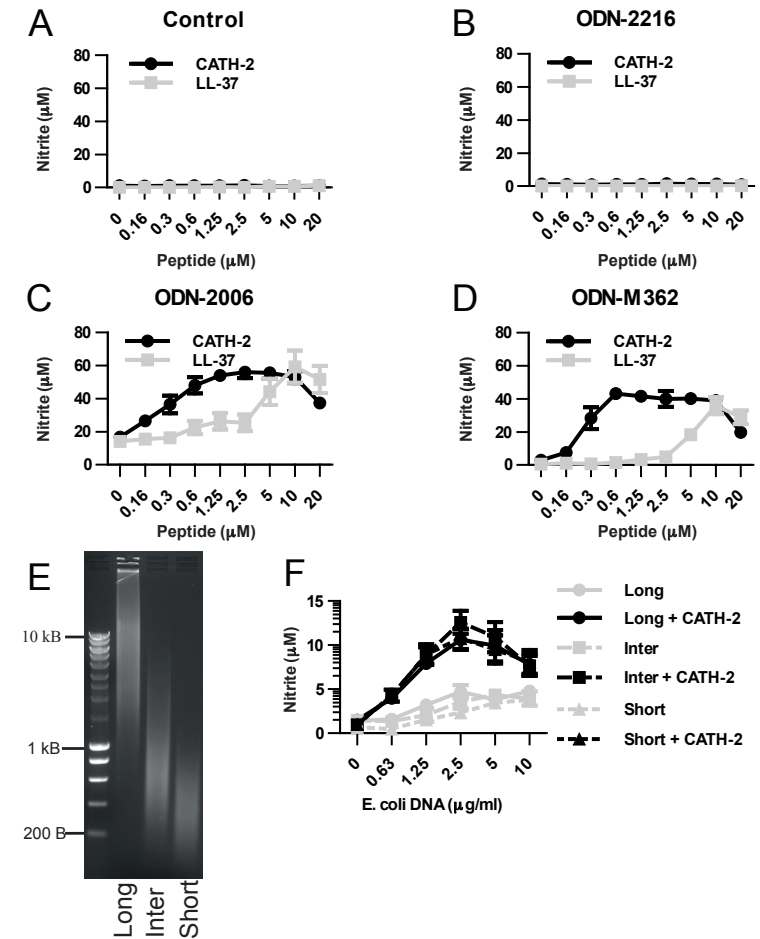 A
Control
80
60
40
20
0
Nitrite (μM)
CATH-2
LL-37
0
0.16
0.3
0.6
1.25
2.5
5
10
20
Peptide (μM)
B
ODN-2216
80
60
40
20
0
Nitrite (μM)
CATH-2
LL-37
0
0.16
0.3
0.6
1.25
2.5
5
10
20
Peptide (μM)
C
ODN-2006
80
60
40
20
0
Nitrite (μM)
CATH-2
LL-37
0
0.16
0.3
0.6
1.25
2.5
5
10
20
Peptide (μM)
D
ODN-M362
80
60
40
20
0
Nitrite (μM)
CATH-2
LL-37
0
0.16
0.3
0.6
1.25
2.5
5
10
20
Peptide (μM)
E
10 kB
1 kB
200 B
Long
Inter
Short
F
15
10
5
0
Nitrite (μM)
0
0.63
1.25
2.5
5
10
E. coli DNA (μg/ml)
Long
Long + CATH-2
Inter
Inter + CATH-2
Short
Short + CATH-2